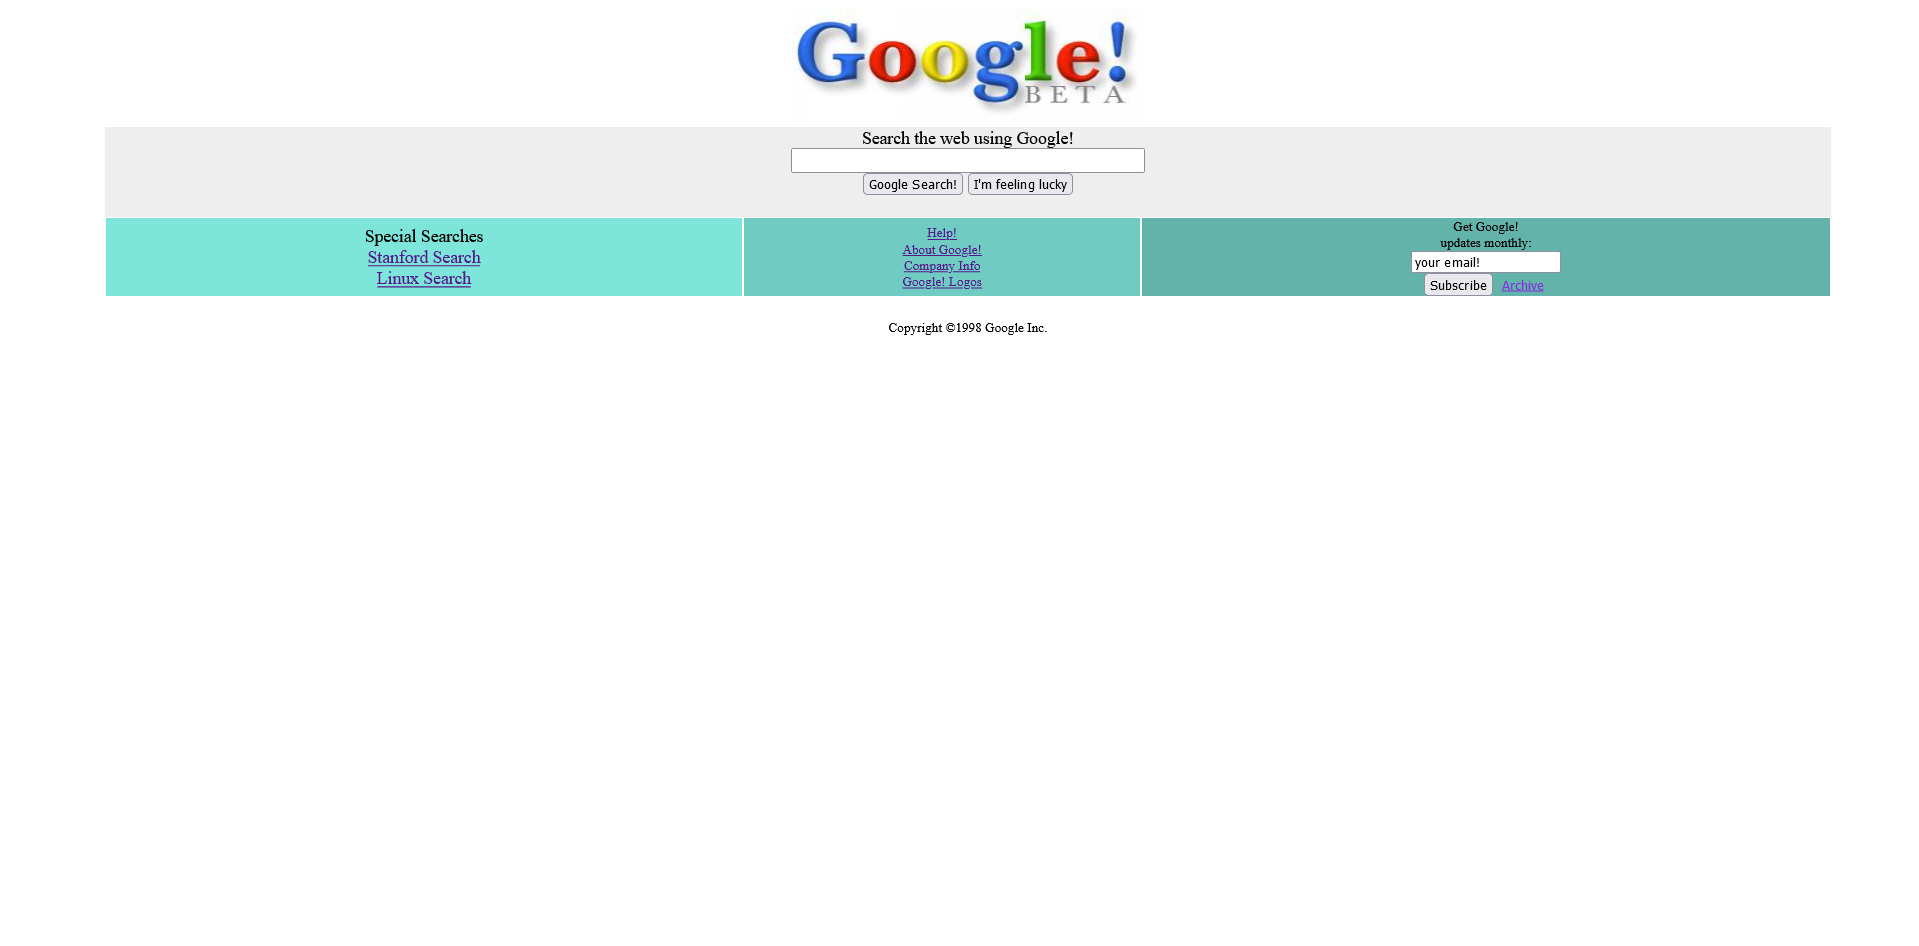 Google!
BETA
Search the web using Google!
Google Search! I'm feeling lucky
Special Searches
Stanford Search
Linux Search
Help!
About Google!
Company Info
Google! Logos
Get Google!
updates monthly:
your email!
Subscribe Archive
Copyright ©1998 Google Inc.